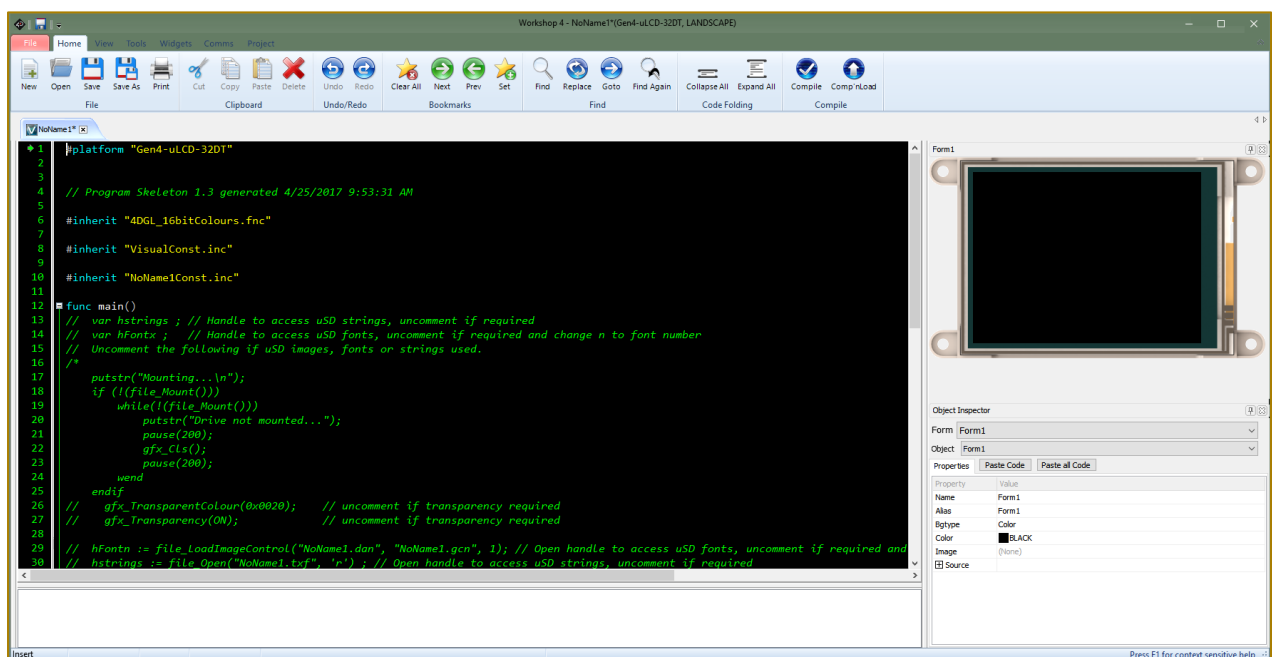 Workshop 4 - NoName1*(Gen4-uLCD-32DT, LANDSCAPE)
File Home View Tools Widgets Comms Project
New Open Save Save As Print Cut Copy Paste Delete Undo Redo Clear All Next Prev Set Find Replace Goto Find Again Collapse All Expand All Compile Comp'nLoad
File Clipboard Undo/Redo Bookmarks Find Code Folding Compile
NoName1*
1 #platform "Gen4-uLCD-32DT"
2
3
4 // Program Skeleton 1.3 generated 4/25/2017 9:53:31 AM
5
6 #inherit "4DGL_16bitColours.fnc"
7
8 #inherit "VisualConst.inc"
9
10 #inherit "NoName1Const.inc"
11
12 func main()
13 // var hstrings ; // Handle to access uSD strings, uncomment if required
14 // var hFontx ; // Handle to access uSD fonts, uncomment if required and change n to font number
15 // Uncomment the following if uSD images, fonts or strings used.
16 /*
17 putstr("Mounting...\n");
18 if (!(file_Mount()))
19 while(!(file_Mount()))
20 putstr("Drive not mounted...");
21 pause(200);
22 gfx_Cls();
23 pause(200);
24 wend
25 endif
26 // gfx_TransparentColour(0x0020); // uncomment if transparency required
27 // gfx_Transparency(ON); // uncomment if transparency required
28
29 // hFontn := file_LoadImageControl("NoName1.dan", "NoName1.gcn", 1); // Open handle to access uSD fonts, uncomment if required and
30 // hstrings := file_Open("NoName1.txf", 'r') ; // Open handle to access uSD strings, uncomment if required
Form1
Object Inspector
Form Form1
Object Form1
Properties Paste Code Paste all Code
Property Value
Name Form1
Alias Form1
Bgtype Color
Color BLACK
Image (None)
Source
Insert
Press F1 for context sensitive help